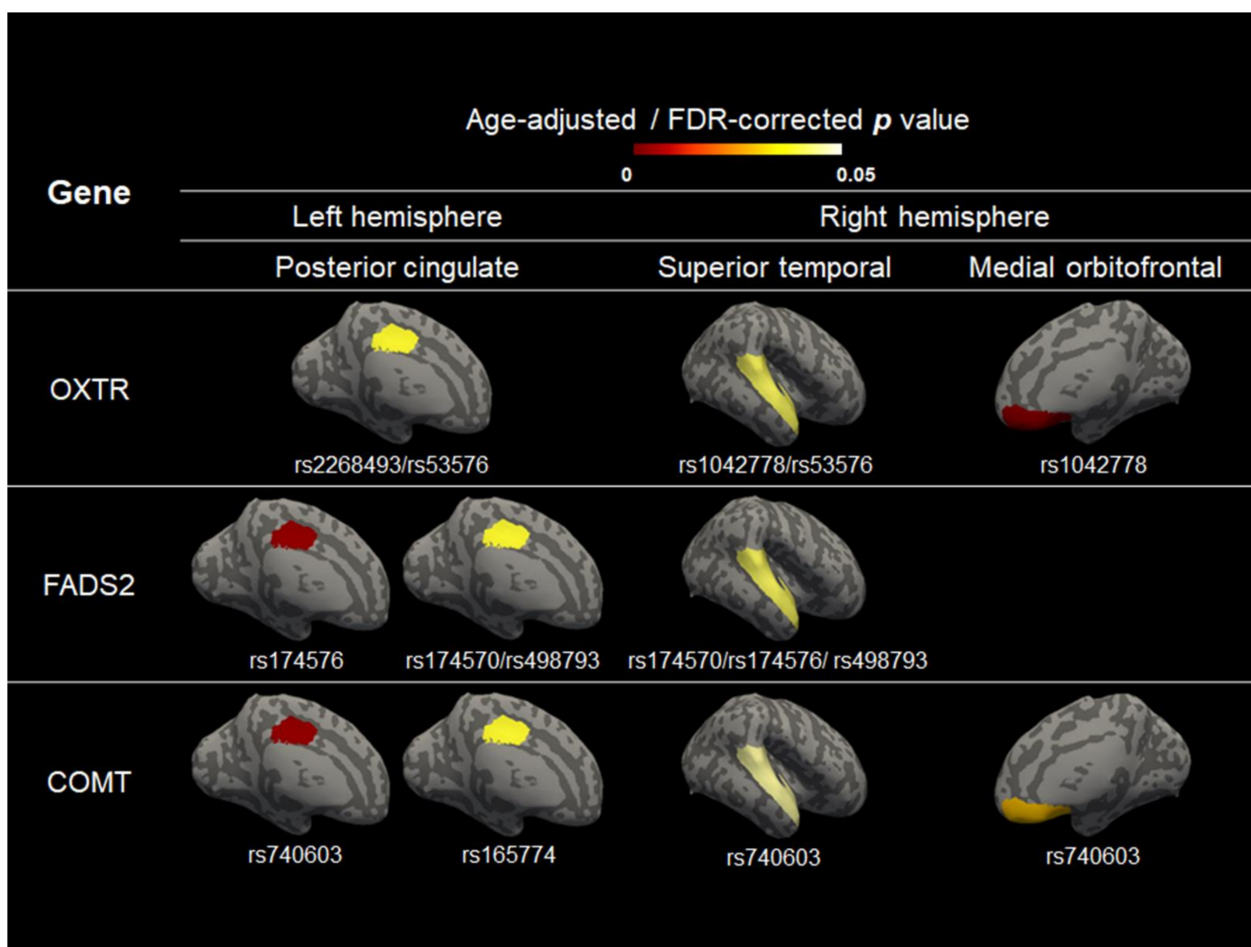 Age-adjusted / FDR-corrected p value
0 0.05
Gene
Left hemisphere Right hemisphere
Posterior cingulate Superior temporal Medial orbitofrontal
OXTR
rs2268493/rs53576 rs1042778/rs53576 rs1042778
FADS2
rs174576 rs174570/rs498793 rs174570/rs174576/ rs498793
COMT
rs740603 rs165774 rs740603 rs740603